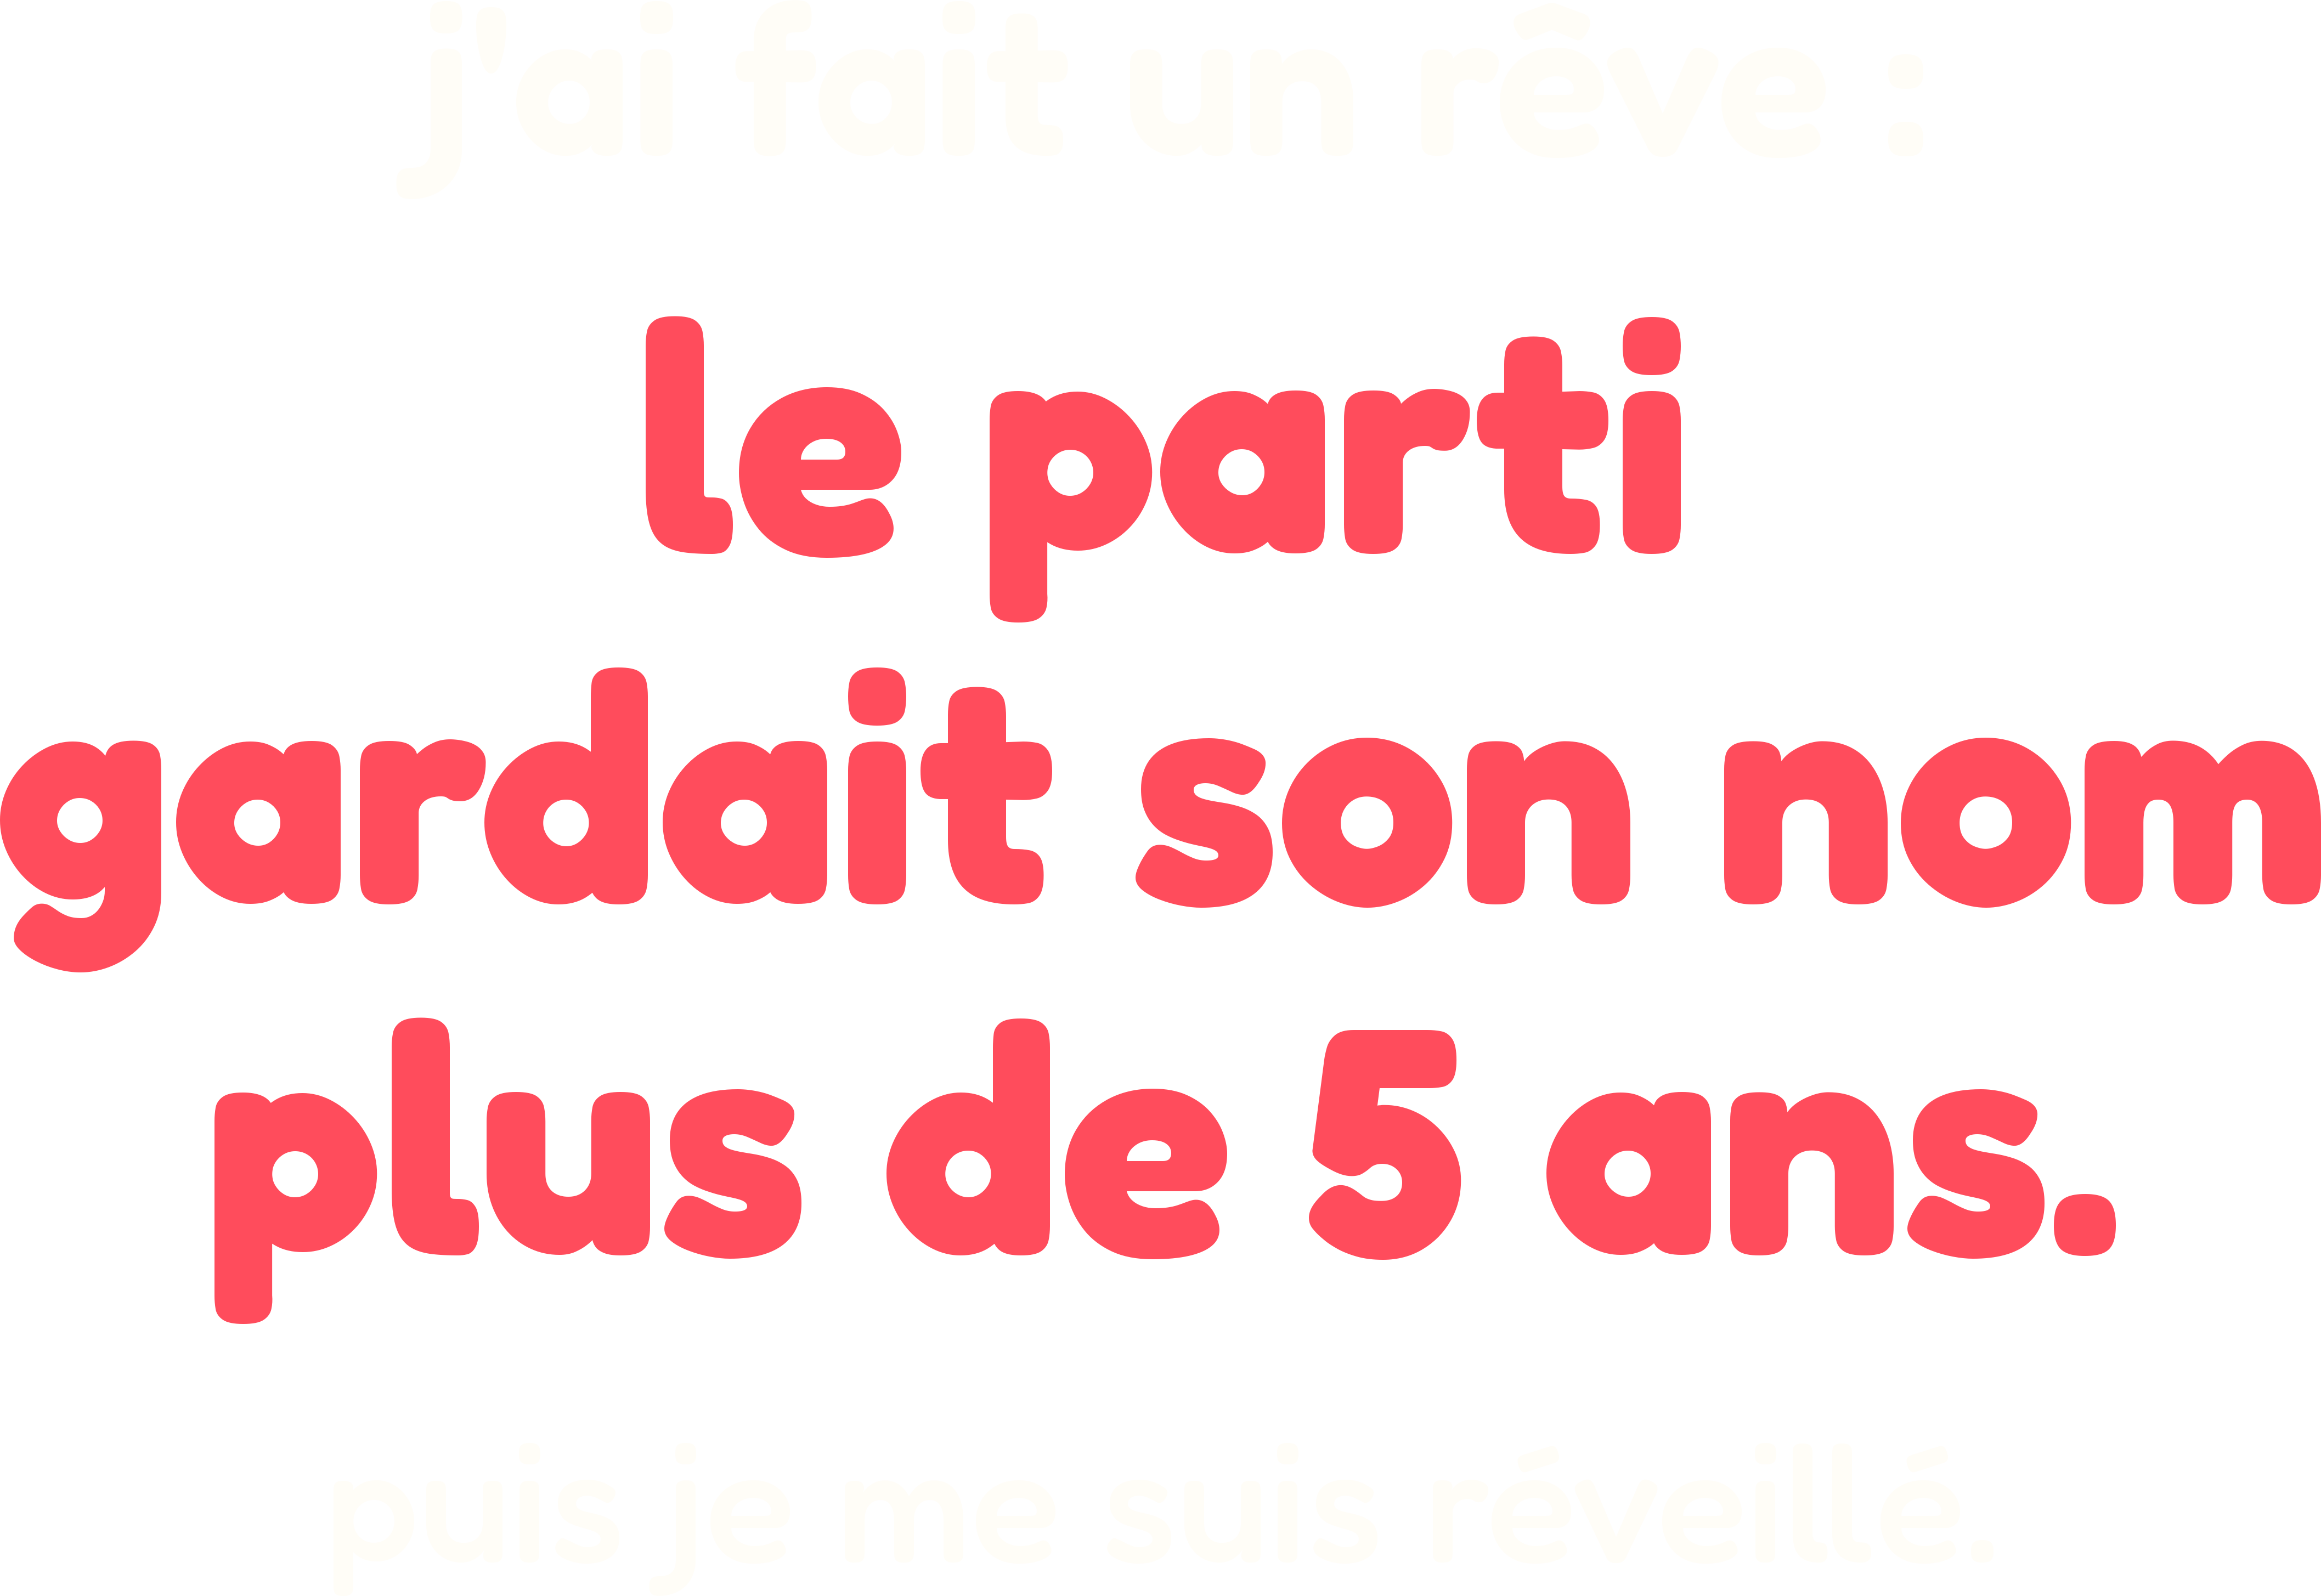 j'ai fait un rêve :
le parti
gardait son nom
plus de 5 ans.
puis je me suis réveillé.